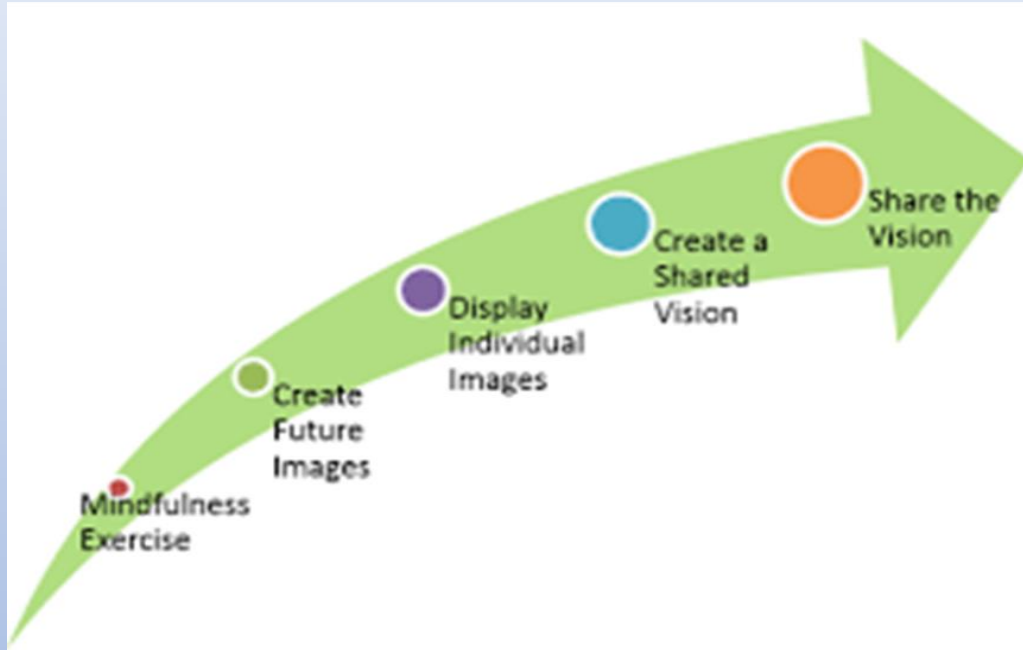 Mindfulness
Exercise
Create
Future
Images
Display
Individual
Images
Create a
Shared
Vision
Share the
Vision